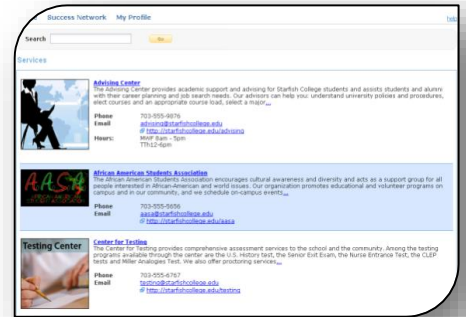 Success Network My Profile
help
Search Go
Services
Advising Center
The Advising Center provides academic support and advising for Starfish College students and assists students and alumni
with their career planning and job search needs. Our advisors can help you: understand university policies and procedures,
elect courses and an appropriate course load, select a major...
Phone 703-555-9876
Email advising@starfishcollege.edu
http://starfishcollege.edu/advising
Hours: MWF 8am - 5pm
TTh12-6pm
AASA
African American Students Association
The African American Students Association encourages cultural awareness and diversity and acts as a support group for all
people interested in African-American and world issues. Our organization promotes educational and volunteer programs on
campus and in our community, and we schedule on-campus events...
Phone 703-555-5656
Email aasa@starfishcollege.edu
http://starfishcollege.edu/aasa
Testing Center
Center for Testing
The Center for Testing provides comprehensive assessment services to the school and the community. Among the testing
programs available through the center are the U.S. History test, the Senior Exit Exam, the Nurse Entrance Test, the CLEP
tests and Miller Analogies Test. We also offer proctoring services...
Phone 703-555-6767
Email testing@starfishcollege.edu
http://starfishcollege.edu/testing